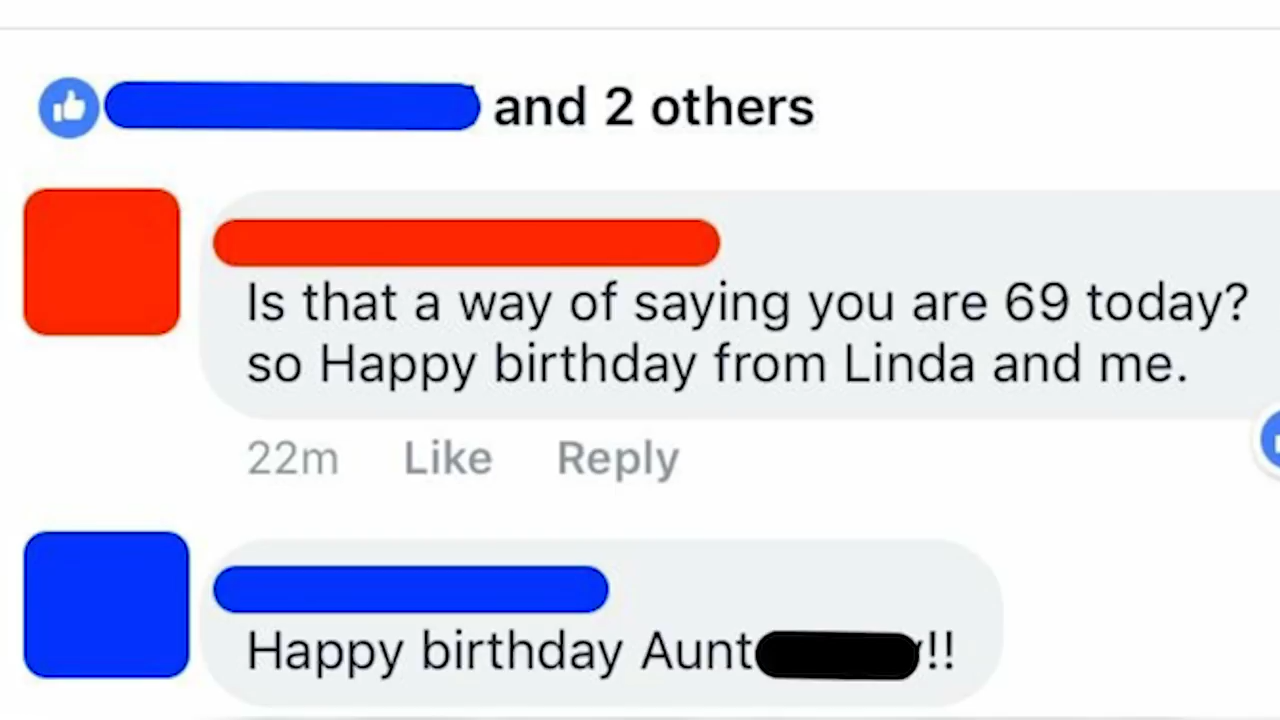 and 2 others
Is that a way of saying you are 69 today?
so Happy birthday from Linda and me.
22m Like Reply
Happy birthday Aunt !!